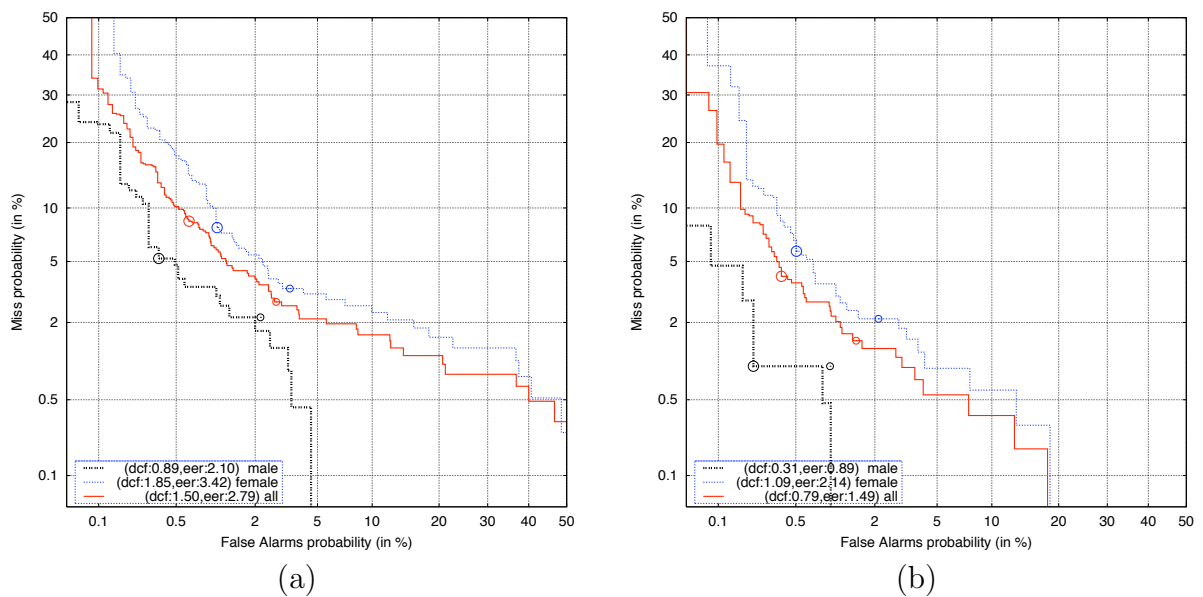 50
40
30
20
10
5
2
0.5
0.1
Miss probability (in %)
(dcf:0.89,eer:2.10) male
(dcf:1.85,eer:3.42) female
(dcf:1.50,eer:2.79) all
0.1 0.5 2 5 10 20 30 40 50
False Alarms probability (in %)
(a)
50
40
30
20
10
5
2
0.5
0.1
Miss probability (in %)
(dcf:0.31,eer:0.89) male
(dcf:1.09,eer:2.14) female
(dcf:0.79,eer:1.49) all
0.1 0.5 2 5 10 20 30 40 50
False Alarms probability (in %)
(b)